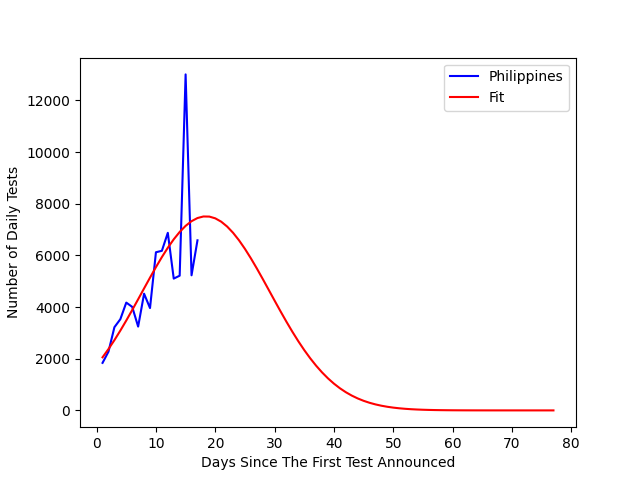 Philippines
Fit
12000
10000
8000
6000
4000
2000
0
Number of Daily Tests
0 10 20 30 40 50 60 70 80
Days Since The First Test Announced